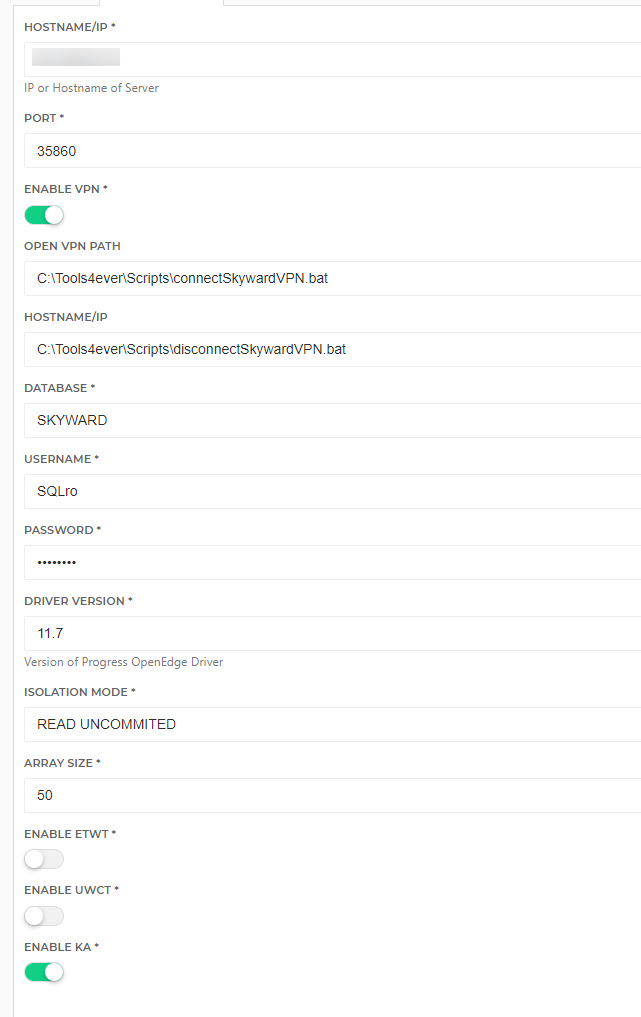 HOSTNAME/IP *
IP or Hostname of Server
PORT *
35860
ENABLE VPN *
OPEN VPN PATH
C:\Tools4ever\Scripts\connectSkywardVPN.bat
HOSTNAME/IP
C:\Tools4ever\Scripts\disconnectSkywardVPN.bat
DATABASE *
SKYWARD
USERNAME *
SQLro
PASSWORD *
••••••••
DRIVER VERSION *
11.7
Version of Progress OpenEdge Driver
ISOLATION MODE *
READ UNCOMMITED
ARRAY SIZE *
50
ENABLE ETWT *
ENABLE UWCT *
ENABLE KA *